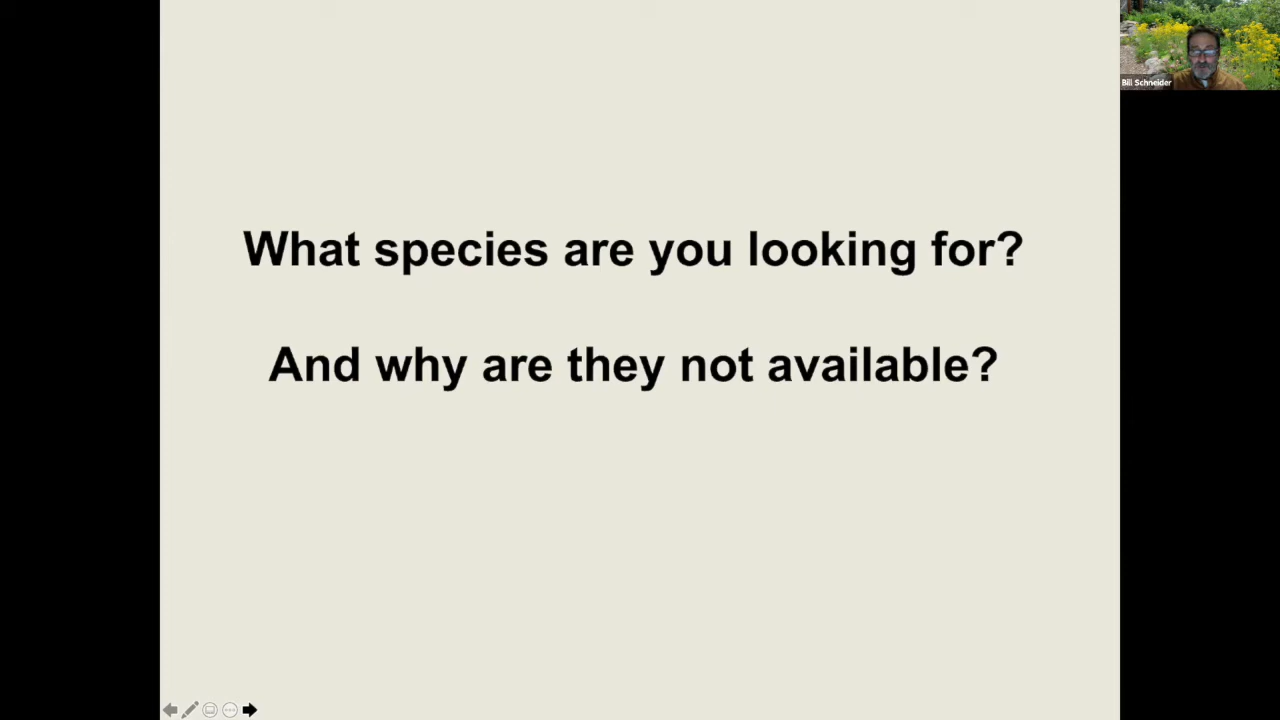 What species are you looking for?
And why are they not available?
Bill Schneider